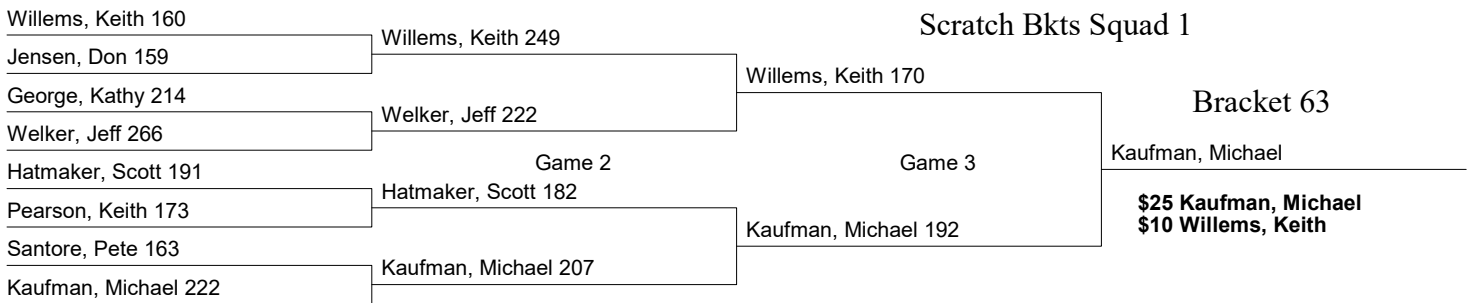 Scratch Bkts Squad 1
Bracket 63
Willems, Keith 160
Jensen, Don 159
George, Kathy 214
Welker, Jeff 266
Hatmaker, Scott 191
Pearson, Keith 173
Santore, Pete 163
Kaufman, Michael 222
Willems, Keith 249
Welker, Jeff 222
Game 2
Hatmaker, Scott 182
Kaufman, Michael 207
Willems, Keith 170
Game 3
Kaufman, Michael 192
Kaufman, Michael
$25 Kaufman, Michael
$10 Willems, Keith